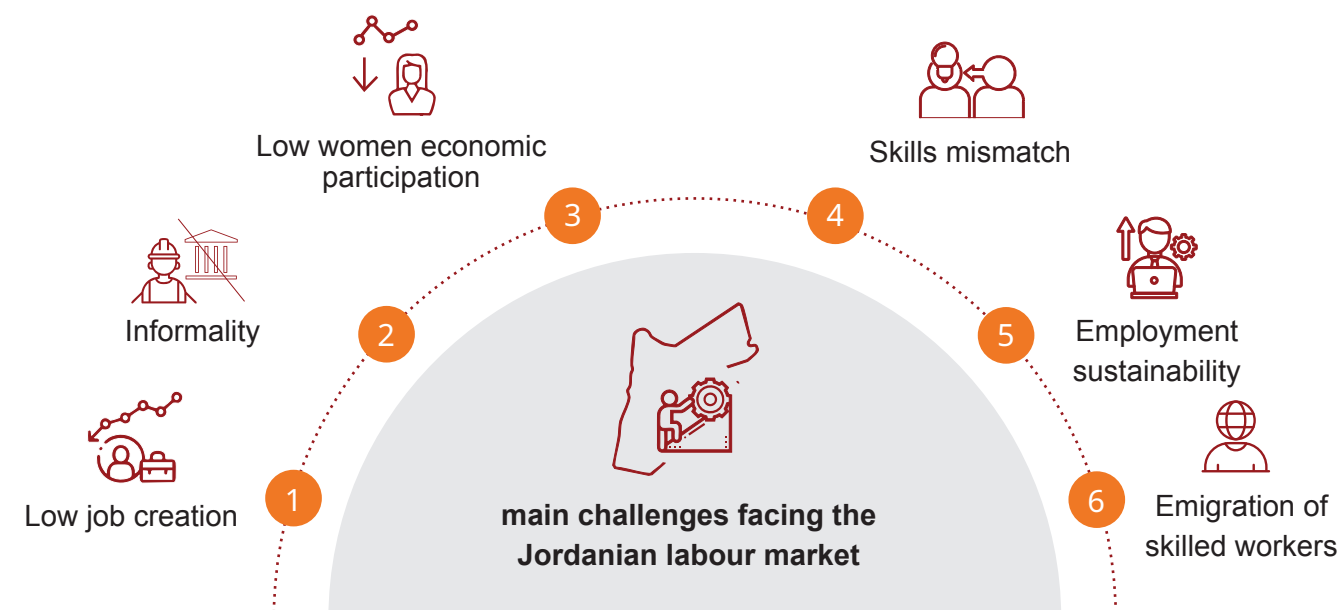 Low women economic
participation
3
Skills mismatch
4
Informality
2
Employment
sustainability
5
Low job creation
1
Emigration of
skilled workers
6
main challenges facing the
Jordanian labour market